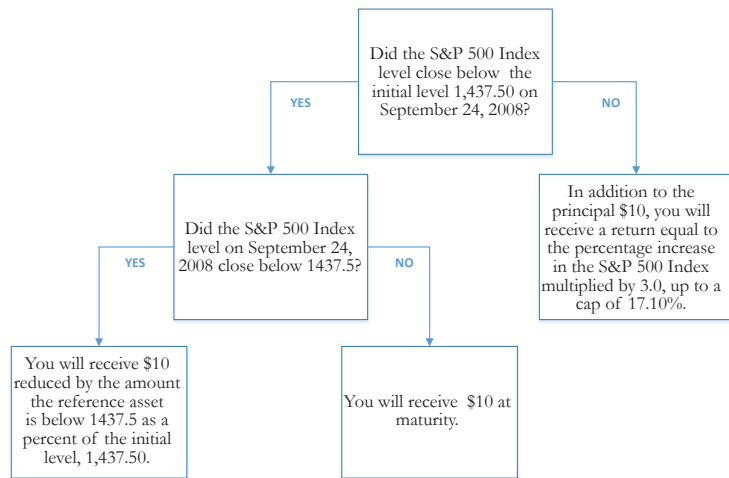 Did the S&P 500 Index
level close below the
initial level 1,437.50 on
September 24, 2008?
YES
NO
Did the S&P 500 Index
level on September 24,
2008 close below 1437.5?
In addition to the
principal $10, you will
receive a return equal to
the percentage increase
in the S&P 500 Index
multiplied by 3.0, up to a
cap of 17.10%.
YES
NO
You will receive $10
reduced by the amount
the reference asset
is below 1437.5 as a
percent of the initial
level, 1,437.50.
You will receive $10 at
maturity.